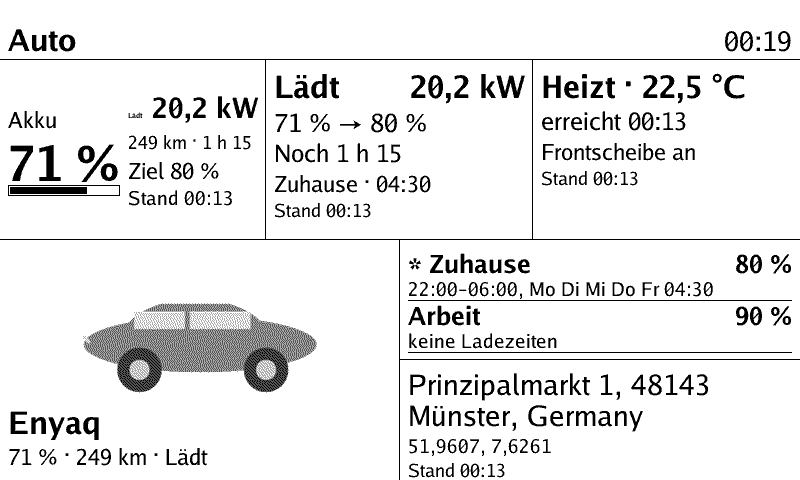 Auto
00:19
Akku
71 %
Lädt 20,2 kW
249 km · 1 h 15
Ziel 80 %
Stand 00:13
Lädt 20,2 kW
71 % → 80 %
Noch 1 h 15
Zuhause · 04:30
Stand 00:13
Heizt · 22,5 °C
erreicht 00:13
Frontscheibe an
Stand 00:13
Enyaq
71 % · 249 km · Lädt
* Zuhause 80 %
22:00–06:00, Mo Di Mi Do Fr 04:30
Arbeit 90 %
keine Ladezeiten
Prinzipalmarkt 1, 48143
Münster, Germany
51,9607, 7,6261
Stand 00:13